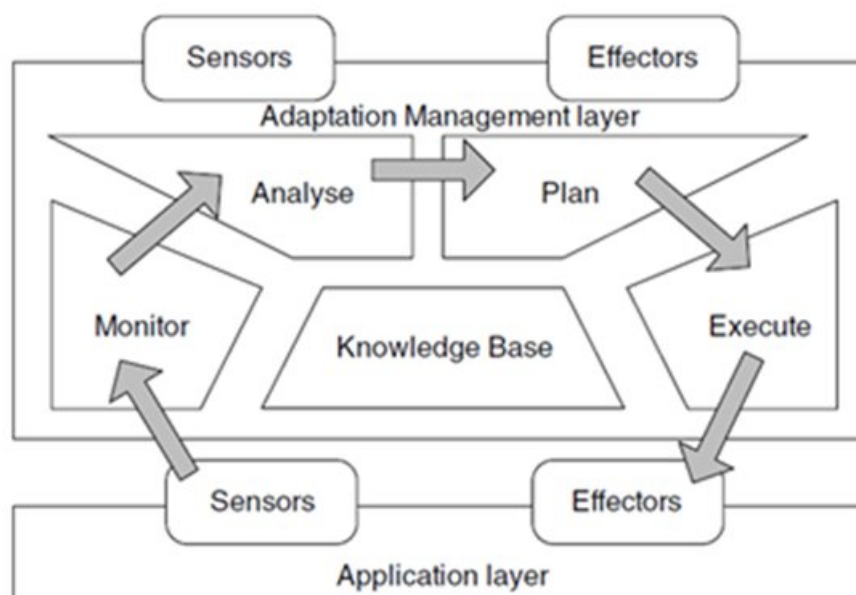 Sensors
Effectors
Adaptation Management layer
Analyse
Plan
Monitor
Knowledge Base
Execute
Sensors
Effectors
Application layer